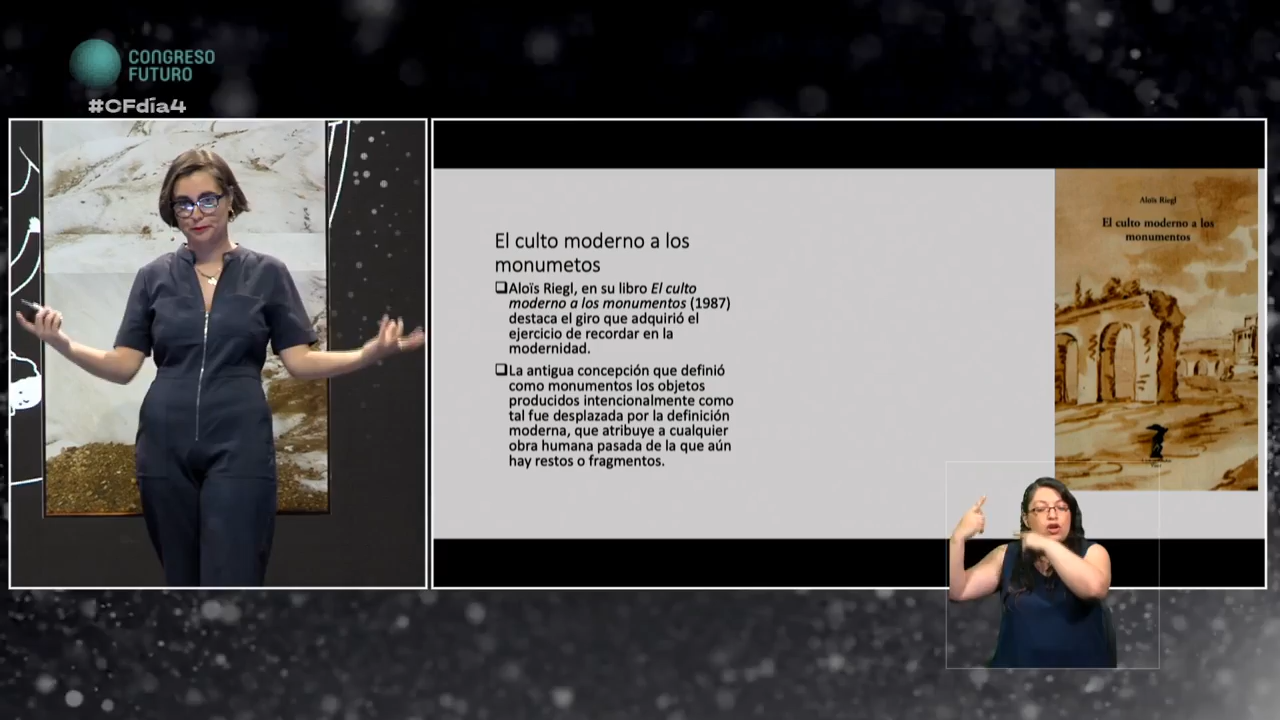 CONGRESO
FUTURO
#CFdía4
El culto moderno a los
monumetos
Aloïs Riegl, en su libro El culto
moderno a los monumentos (1987)
destaca el giro que adquirió el
ejercicio de recordar en la
modernidad.
La antigua concepción que definió
como monumentos los objetos
producidos intencionalmente como
tal fue desplazada por la definición
moderna, que atribuye a cualquier
obra humana pasada de la que aún
hay restos o fragmentos.
Aloïs Riegl
El culto moderno a los
monumentos